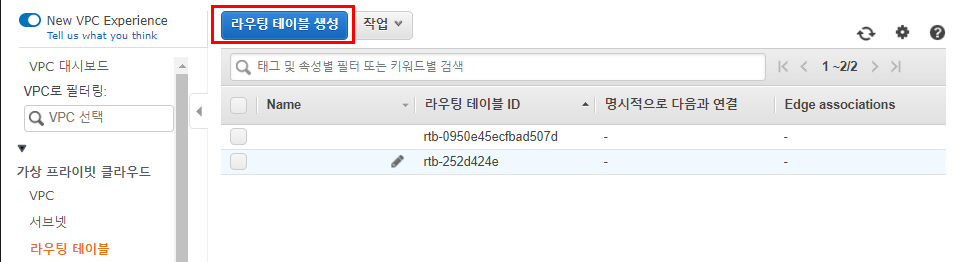 New VPC Experience
Tell us what you think
VPC 대시보드
VPC로 필터링:
VPC 선택
가상 프라이빗 클라우드
VPC
서브넷
라우팅 테이블
라우팅 테이블 생성 작업
태그 및 속성별 필터 또는 키워드별 검색 1 ~2/2
Name 라우팅 테이블 ID 명시적으로 다음과 연결 Edge associations
rtb-0950e45ecfbad507d - -
rtb-252d424e - -